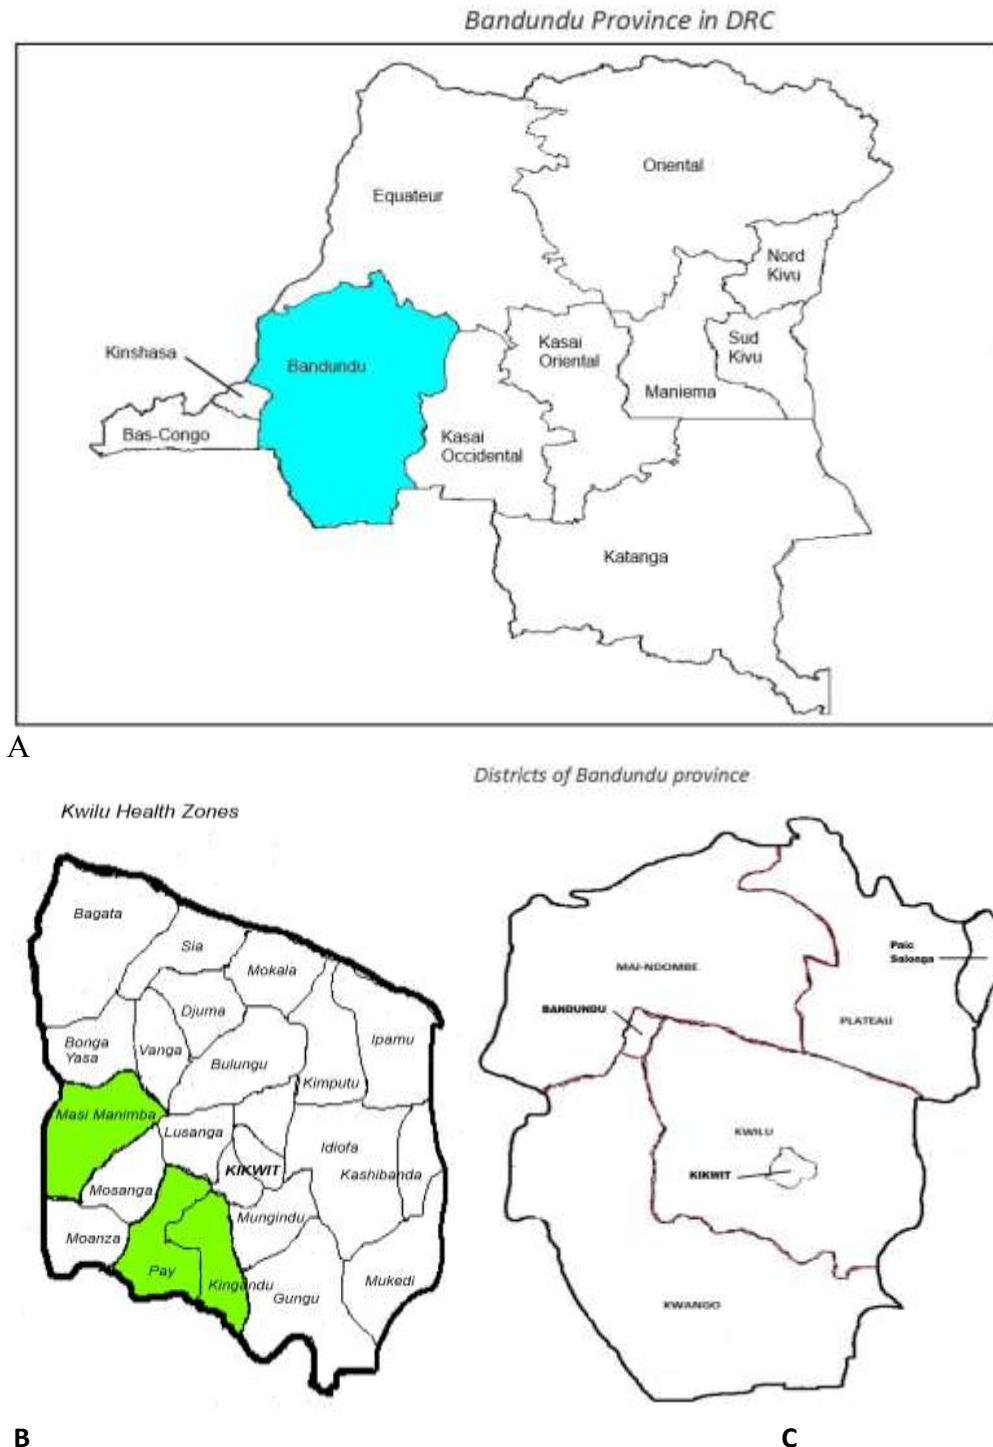 Bandundu Province in DRC
Oriental
Equateur
Nord
Kivu
Kinshasa
Bandundu
Kasai
Oriental
Sud
Kivu
Maniema
Bas-Congo
Kasai
Occidental
Katanga
A
Districts of Bandundu province
Kwilu Health Zones
Bagata
Sia
Mokala
Djuma
Bonga
Yasa
Vanga
Bulungu
Ipamu
Kimputu
Masi Manimba
Lusanga
Idiofa
KIKWIT
Kashibanda
Mosanga
Mungindu
Moanza
Pay
Kingandu
Gungu
Mukedi
MAI-NDOMBE
Paic
Salonga
BANDUNDU
PLATEAU
KWILU
KIKWIT
KWANGO
B
C